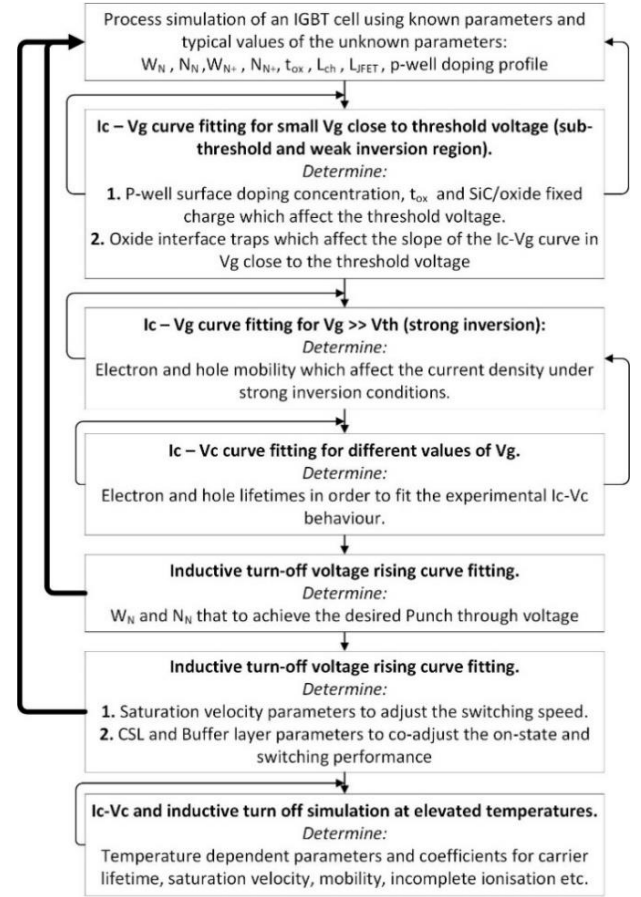 Process simulation of an IGBT cell using known parameters and
typical values of the unknown parameters:
W_N , N_N ,W_N+ , N_N+, t_ox , L_ch , L_JFET , p-well doping profile
Ic – Vg curve fitting for small Vg close to threshold voltage (sub-
threshold and weak inversion region).
Determine:
1. P-well surface doping concentration, t_ox and SiC/oxide fixed
charge which affect the threshold voltage.
2. Oxide interface traps which affect the slope of the Ic-Vg curve in
Vg close to the threshold voltage
Ic – Vg curve fitting for Vg >> Vth (strong inversion):
Determine:
Electron and hole mobility which affect the current density under
strong inversion conditions.
Ic – Vc curve fitting for different values of Vg.
Determine:
Electron and hole lifetimes in order to fit the experimental Ic-Vc
behaviour.
Inductive turn-off voltage rising curve fitting.
Determine:
W_N and N_N that to achieve the desired Punch through voltage
Inductive turn-off voltage rising curve fitting.
Determine:
1. Saturation velocity parameters to adjust the switching speed.
2. CSL and Buffer layer parameters to co-adjust the on-state and
switching performance
Ic-Vc and inductive turn off simulation at elevated temperatures.
Determine:
Temperature dependent parameters and coefficients for carrier
lifetime, saturation velocity, mobility, incomplete ionisation etc.